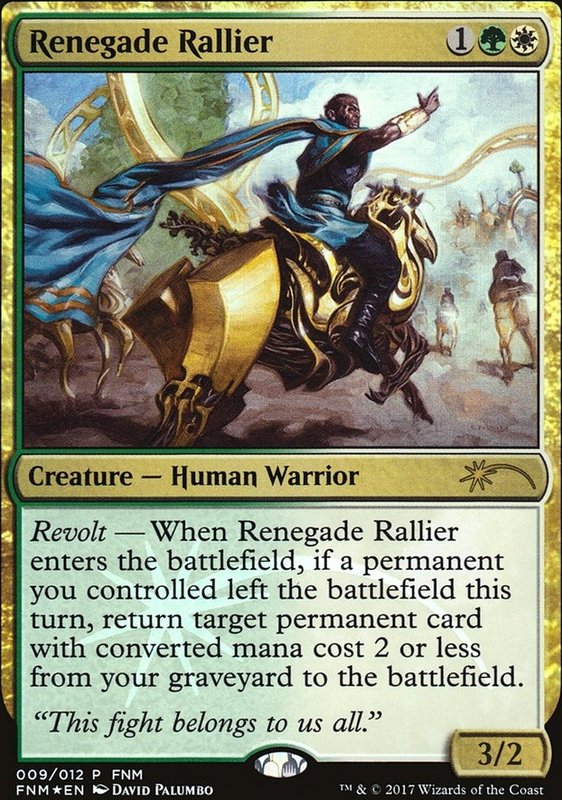 Renegade Rallier 1
Creature — Human Warrior
Revolt — When Renegade Rallier
enters the battlefield, if a permanent
you controlled left the battlefield this
turn, return target permanent card
with converted mana cost 2 or less
from your graveyard to the battlefield.
“This fight belongs to us all.”
3/2
009/012 P FNM
FNM★EN DAVID PALUMBO
™ & © 2017 Wizards of the Coast